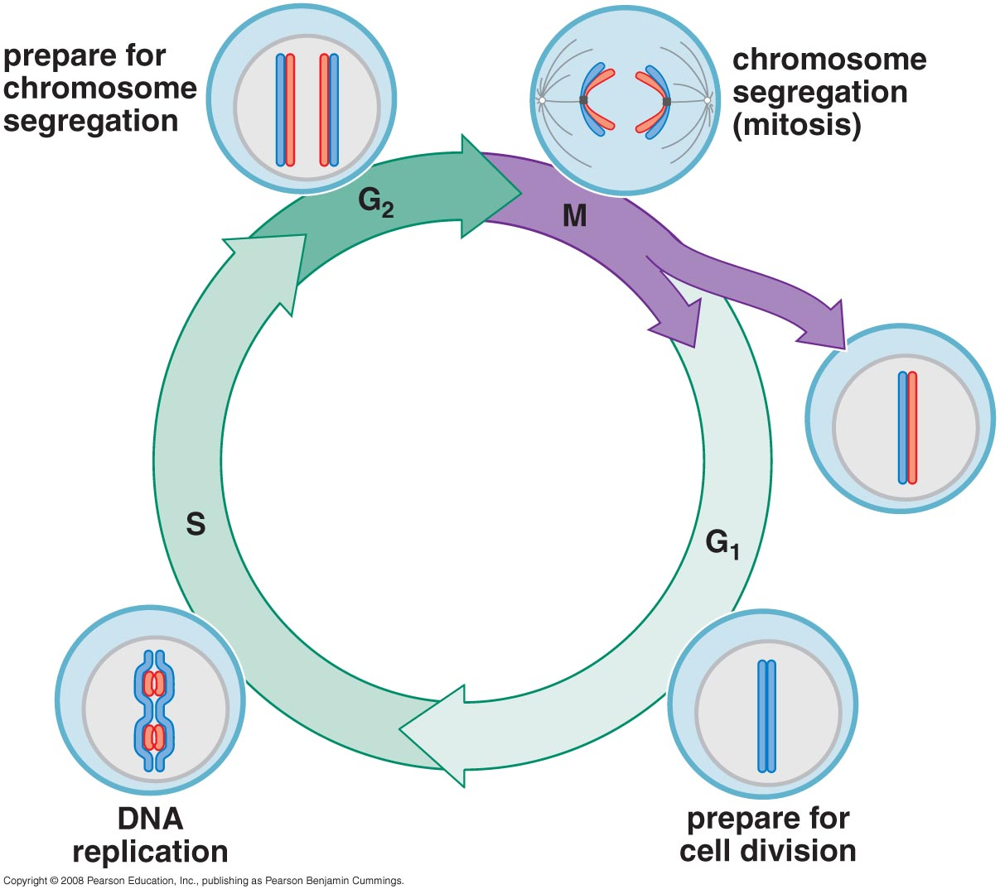 prepare for
chromosome
segregation
chromosome
segregation
(mitosis)
G2
M
S
G1
DNA
replication
prepare for
cell division
Copyright © 2008 Pearson Education, Inc., publishing as Pearson Benjamin Cummings.